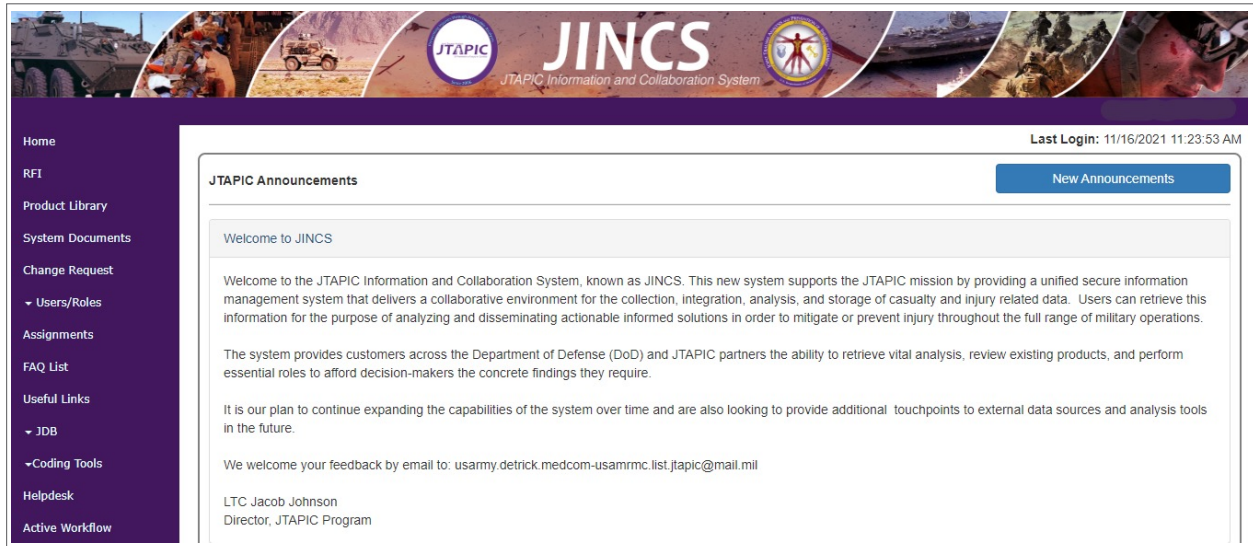 JTAPIC
JINCS
JTAPIC Information and Collaboration System
Last Login: 11/16/2021 11:23:53 AM
Home
RFI
Product Library
System Documents
Change Request
Users/Roles
Assignments
FAQ List
Useful Links
JDB
Coding Tools
Helpdesk
Active Workflow
JTAPIC Announcements
New Announcements
Welcome to JINCS
Welcome to the JTAPIC Information and Collaboration System, known as JINCS. This new system supports the JTAPIC mission by providing a unified secure information
management system that delivers a collaborative environment for the collection, integration, analysis, and storage of casualty and injury related data. Users can retrieve this
information for the purpose of analyzing and disseminating actionable informed solutions in order to mitigate or prevent injury throughout the full range of military operations.
The system provides customers across the Department of Defense (DoD) and JTAPIC partners the ability to retrieve vital analysis, review existing products, and perform
essential roles to afford decision-makers the concrete findings they require.
It is our plan to continue expanding the capabilities of the system over time and are also looking to provide additional touchpoints to external data sources and analysis tools
in the future.
We welcome your feedback by email to: usarmy.detrick.medcom-usamrmc.list.jtapic@mail.mil
LTC Jacob Johnson
Director, JTAPIC Program